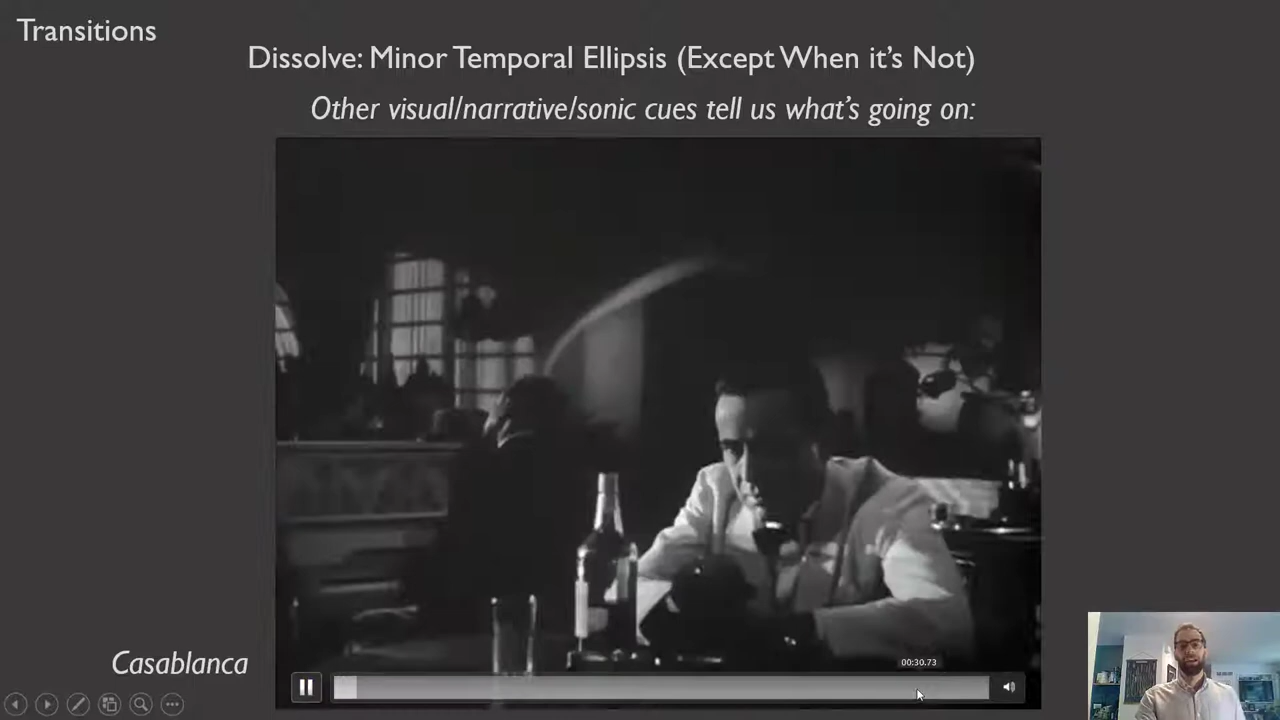 Transitions
Dissolve: Minor Temporal Ellipsis (Except When it's Not)
Other visual/narrative/sonic cues tell us what's going on:
00:30.73
Casablanca